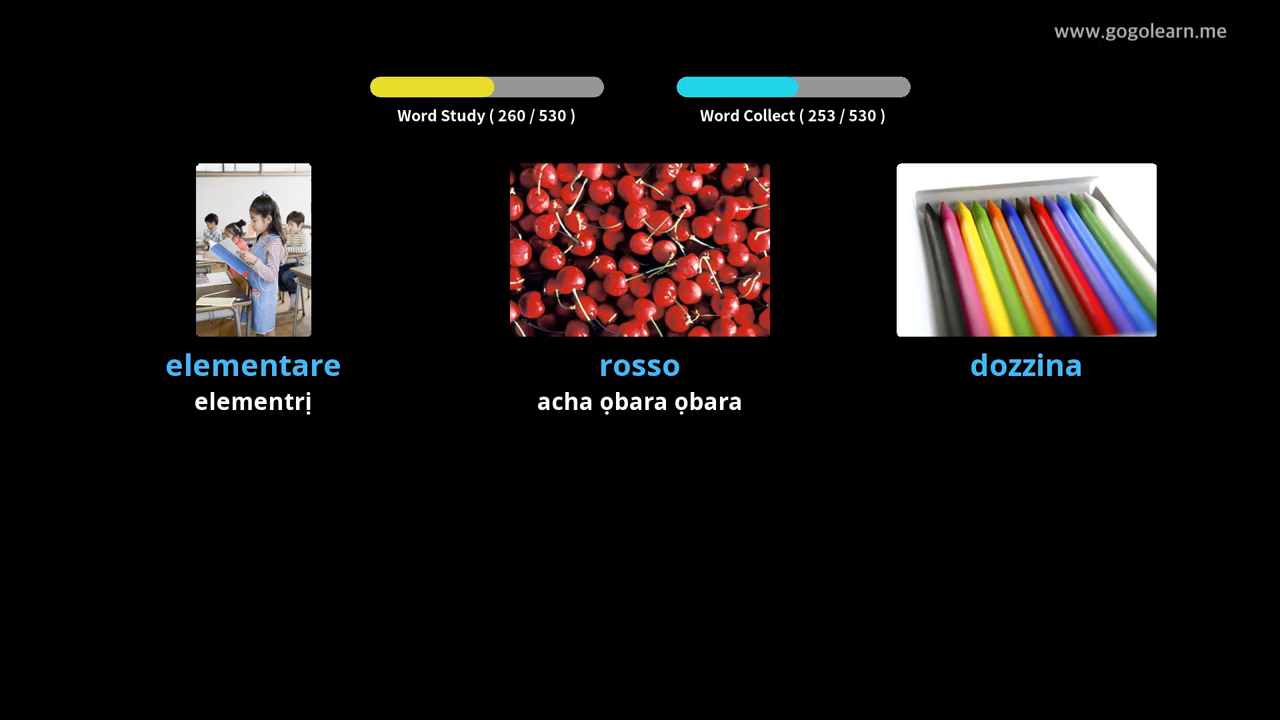 www.gogolearn.me
Word Study ( 260 / 530 )
Word Collect ( 253 / 530 )
elementare
elementrị
rosso
acha ọbara ọbara
dozzina